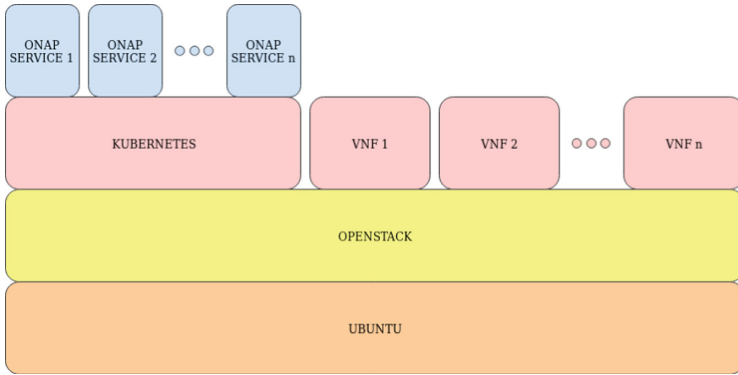 ONAP
SERVICE 1
ONAP
SERVICE 2
ONAP
SERVICE n
KUBERNETES
VNF 1
VNF 2
VNF n
OPENSTACK
UBUNTU